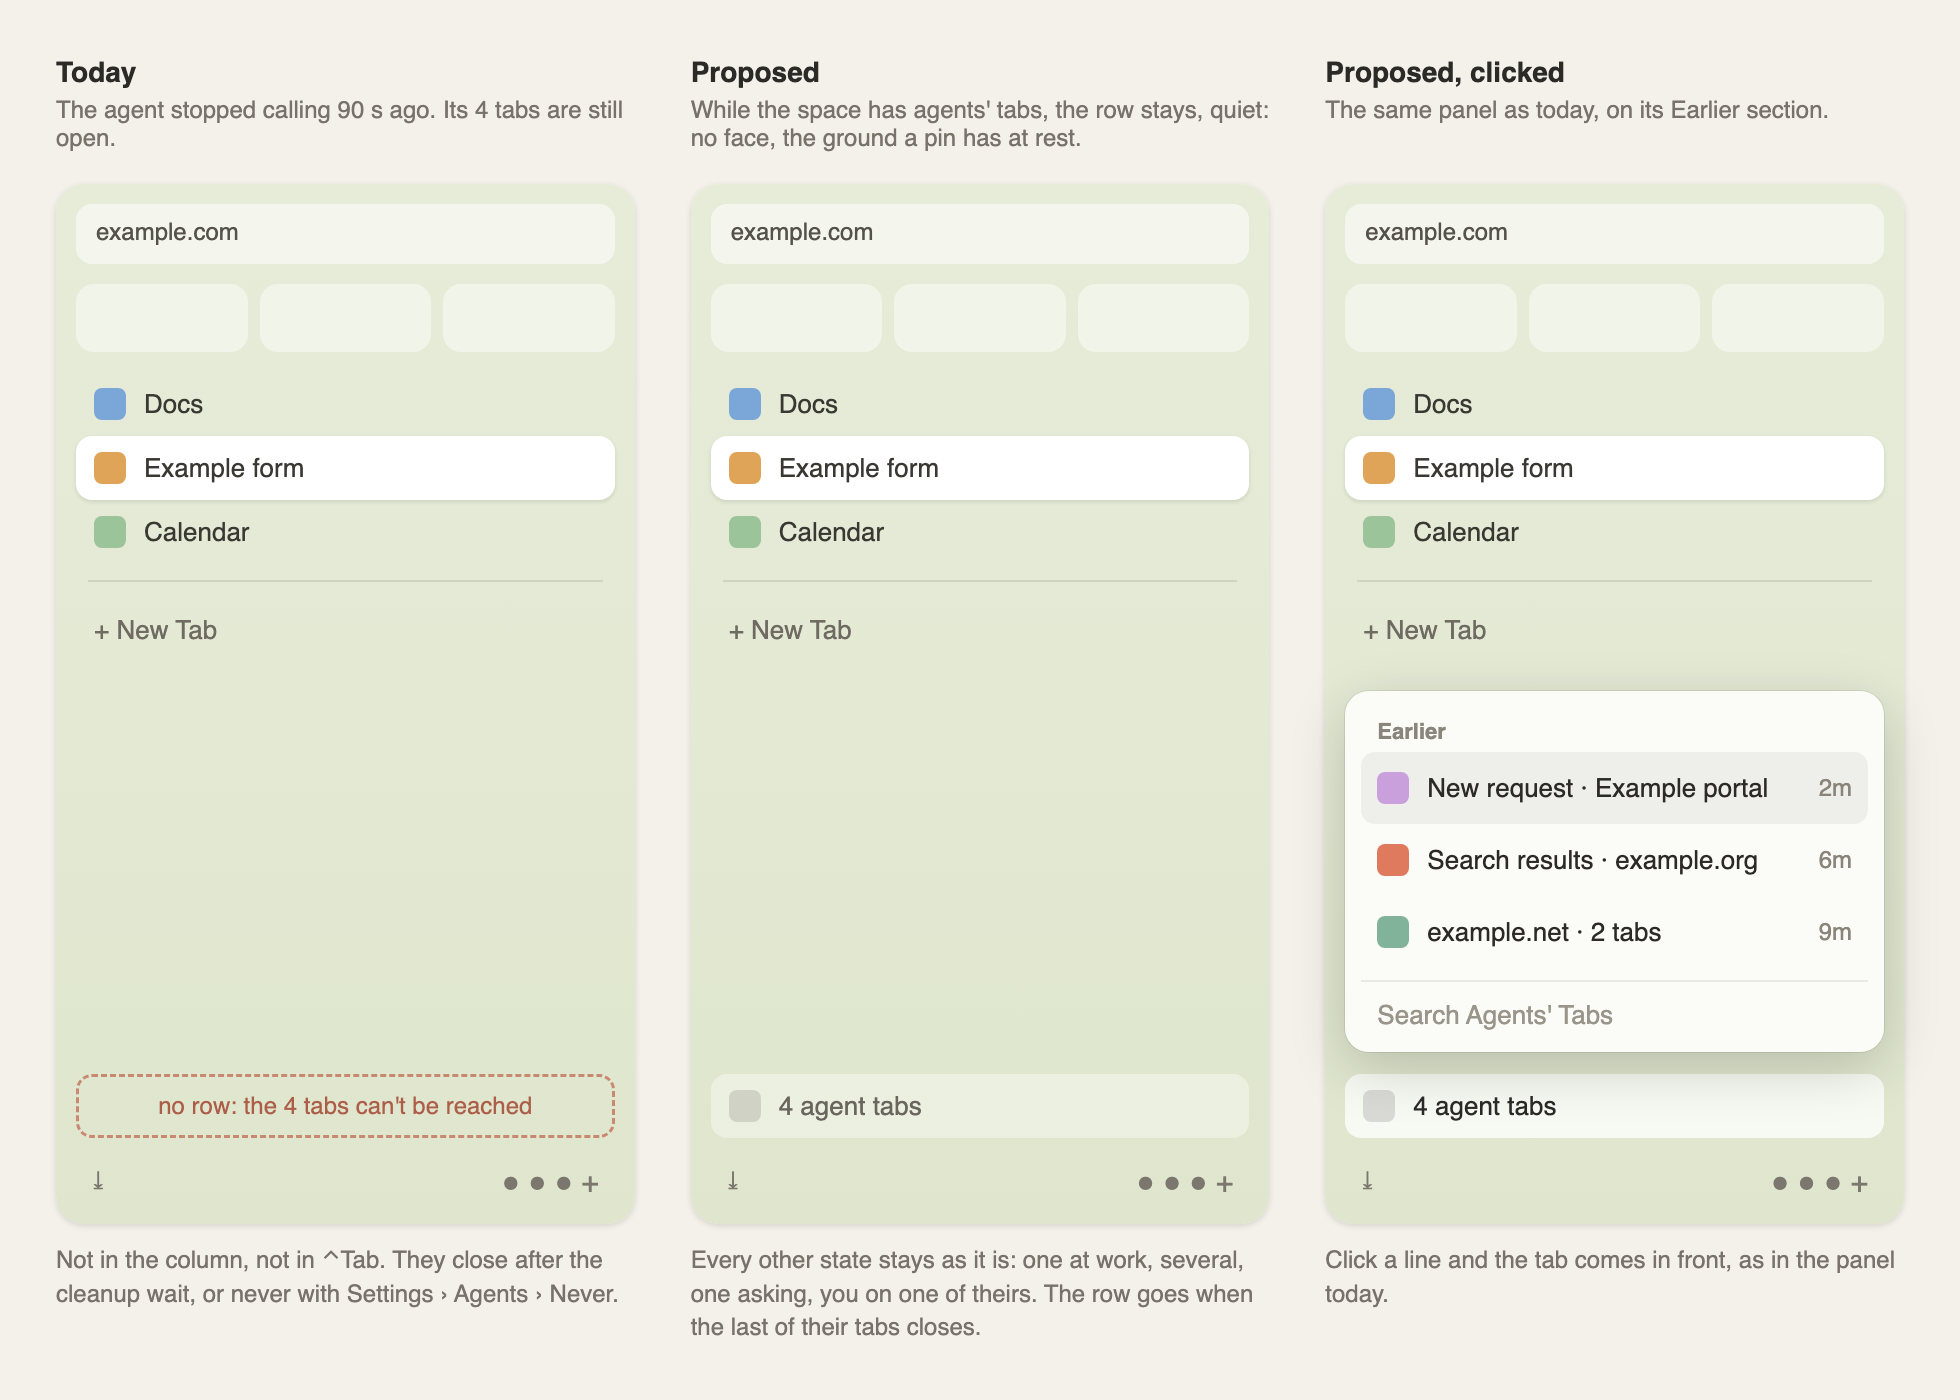 Today
The agent stopped calling 90 s ago. Its 4 tabs are still
open.
example.com
Docs
Example form
Calendar
+ New Tab
no row: the 4 tabs can't be reached
⤓
+
Not in the column, not in ^Tab. They close after the
cleanup wait, or never with Settings › Agents › Never.
Proposed
While the space has agents' tabs, the row stays, quiet:
no face, the ground a pin has at rest.
example.com
Docs
Example form
Calendar
+ New Tab
4 agent tabs
⤓
+
Every other state stays as it is: one at work, several,
one asking, you on one of theirs. The row goes when
the last of their tabs closes.
Proposed, clicked
The same panel as today, on its Earlier section.
example.com
Docs
Example form
Calendar
+ New Tab
Earlier
New request · Example portal 2m
Search results · example.org 6m
example.net · 2 tabs 9m
Search Agents' Tabs
4 agent tabs
⤓
+
Click a line and the tab comes in front, as in the panel
today.